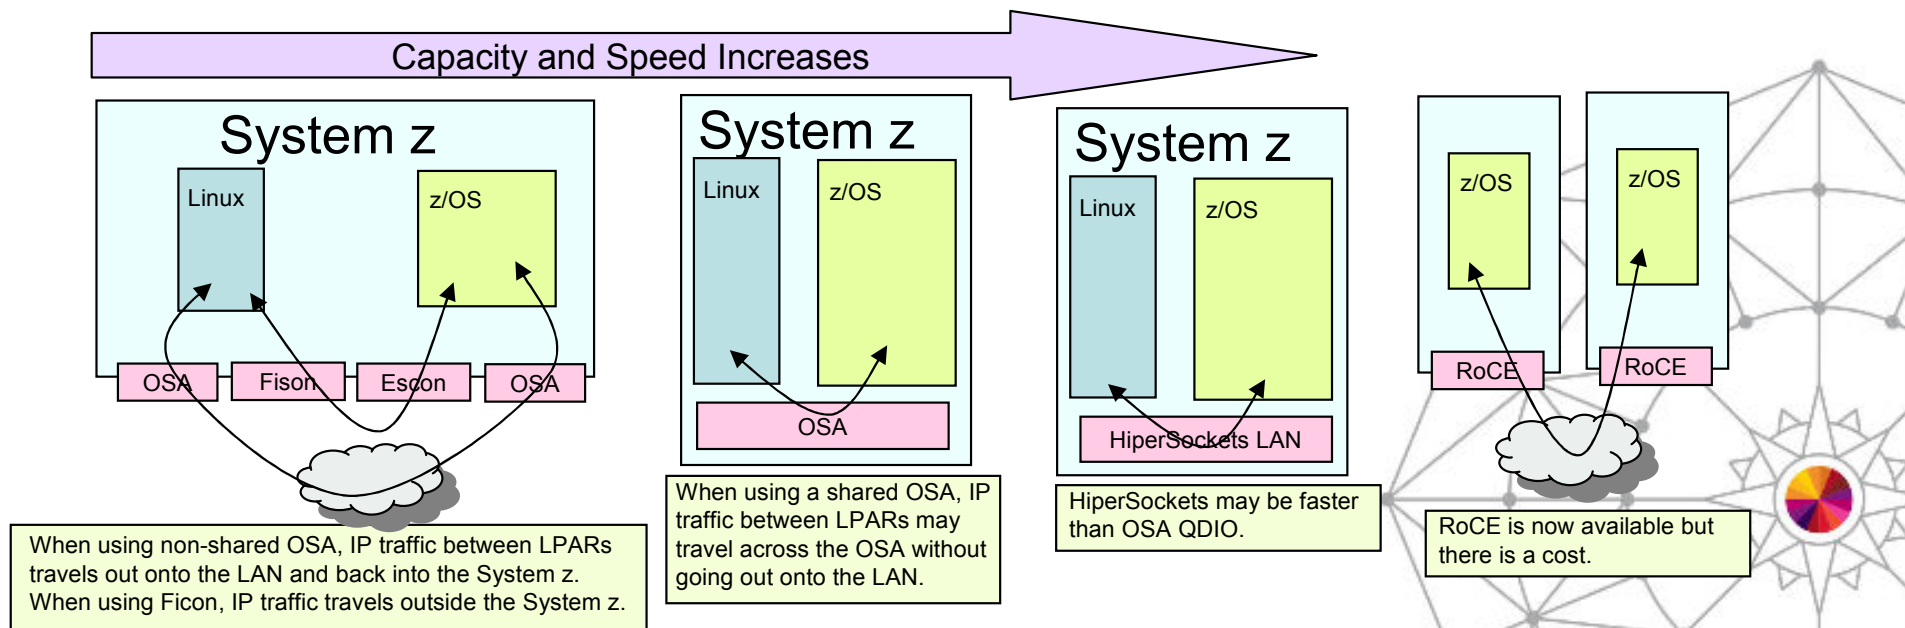 Capacity and Speed Increases
System z
Linux
z/OS
OSA
Fison
Escon
OSA
When using non-shared OSA, IP traffic between LPARs
travels out onto the LAN and back into the System z.
When using Ficon, IP traffic travels outside the System z.
System z
Linux
z/OS
OSA
When using a shared OSA, IP
traffic between LPARs may
travel across the OSA without
going out onto the LAN.
System z
Linux
z/OS
HiperSockets LAN
HiperSockets may be faster
than OSA QDIO.
z/OS
z/OS
RoCE
RoCE
RoCE is now available but
there is a cost.